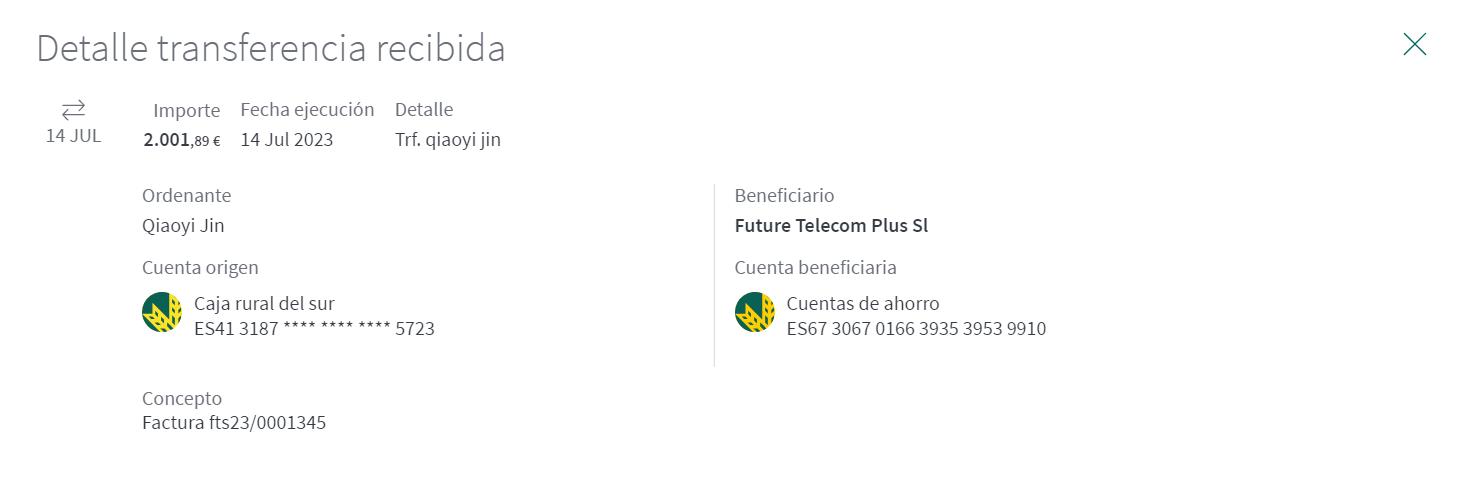 Detalle transferencia recibida
14 JUL
Importe Fecha ejecución Detalle
2.001,89 € 14 Jul 2023 Trf. qiaoyi jin
Ordenante
Qiaoyi Jin
Cuenta origen
Caja rural del sur
ES41 3187 **** **** **** 5723
Beneficiario
Future Telecom Plus Sl
Cuenta beneficiaria
Cuentas de ahorro
ES67 3067 0166 3935 3953 9910
Concepto
Factura fts23/0001345